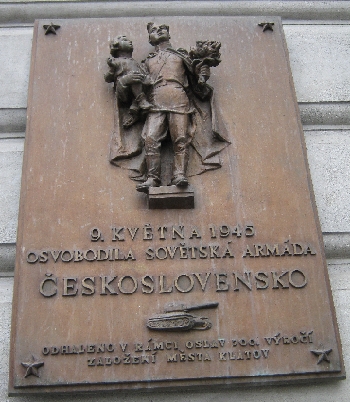 9. KVĚTNA 1945
OSVOBODILA SOVĚTSKÁ ARMÁDA
ČESKOSLOVENSKO
ODHALENO V RÁMCI OSLAV 700. VÝROČÍ
ZALOŽENÍ MĚSTA KLATOV